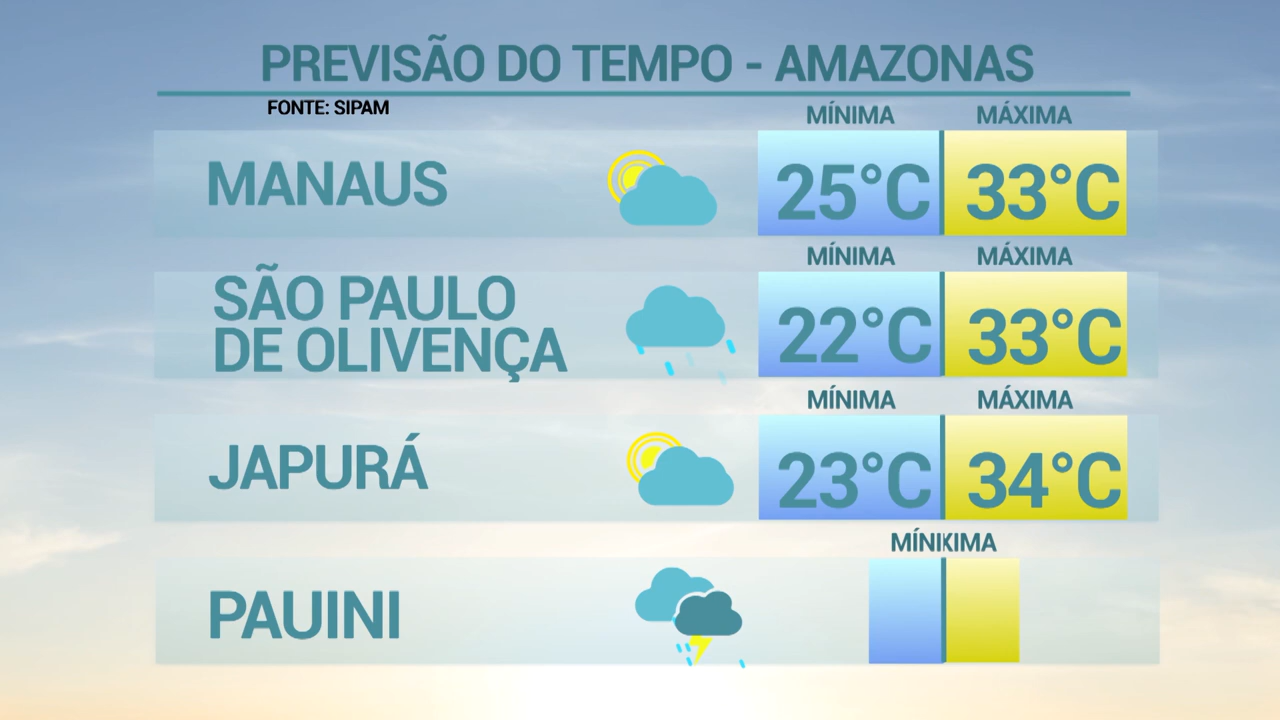 PREVISÃO DO TEMPO - AMAZONAS
FONTE: SIPAM
MÍNIMA MÁXIMA
MANAUS 25°C 33°C
MÍNIMA MÁXIMA
SÃO PAULO
DE OLIVENÇA 22°C 33°C
MÍNIMA MÁXIMA
JAPURÁ 23°C 34°C
PAUINI